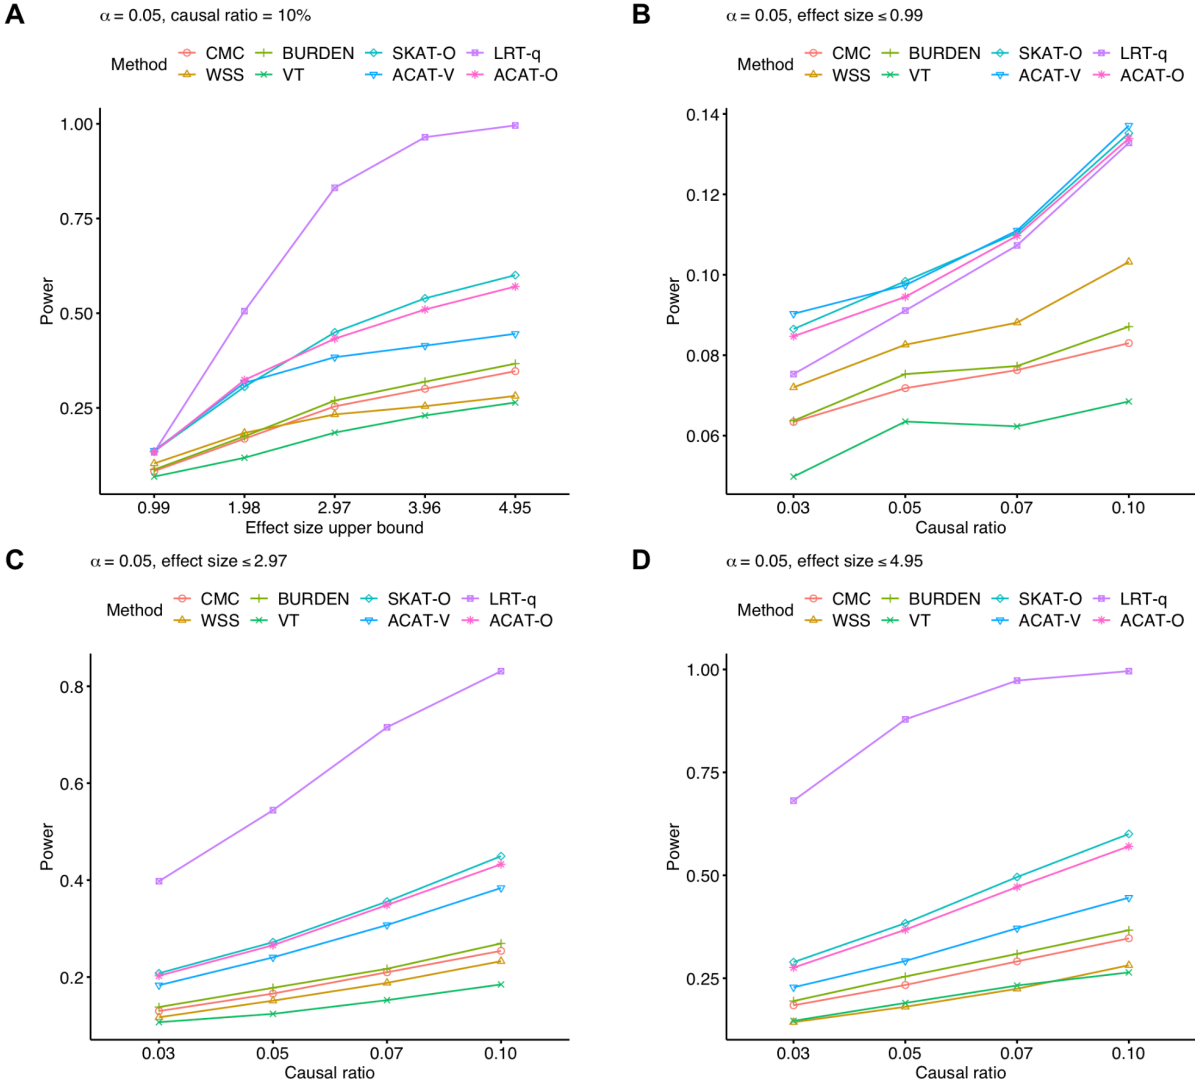 A
α = 0.05, causal ratio = 10%
Method CMC BURDEN SKAT-O LRT-q
WSS VT ACAT-V ACAT-O
1.00
0.75
0.50
0.25
Power
0.99 1.98 2.97 3.96 4.95
Effect size upper bound
B
α = 0.05, effect size ≤ 0.99
Method CMC BURDEN SKAT-O LRT-q
WSS VT ACAT-V ACAT-O
0.14
0.12
0.10
0.08
0.06
Power
0.03 0.05 0.07 0.10
Causal ratio
C
α = 0.05, effect size ≤ 2.97
Method CMC BURDEN SKAT-O LRT-q
WSS VT ACAT-V ACAT-O
0.8
0.6
0.4
0.2
Power
0.03 0.05 0.07 0.10
Causal ratio
D
α = 0.05, effect size ≤ 4.95
Method CMC BURDEN SKAT-O LRT-q
WSS VT ACAT-V ACAT-O
1.00
0.75
0.50
0.25
Power
0.03 0.05 0.07 0.10
Causal ratio